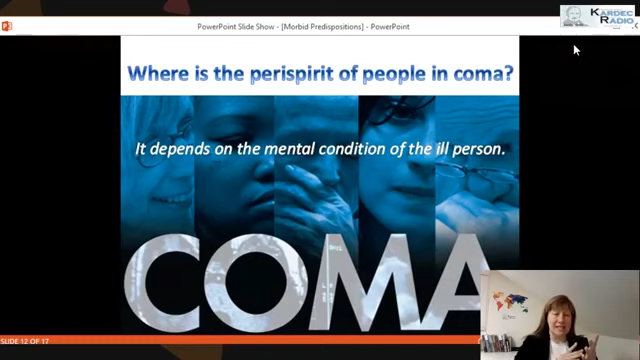 PowerPoint Slide Show - [Morbid Predispositions] - PowerPoint
KARDEC
RADIO
Where is the perispirit of people in coma?
It depends on the mental condition of the ill person.
COMA
SLIDE 12 OF 17